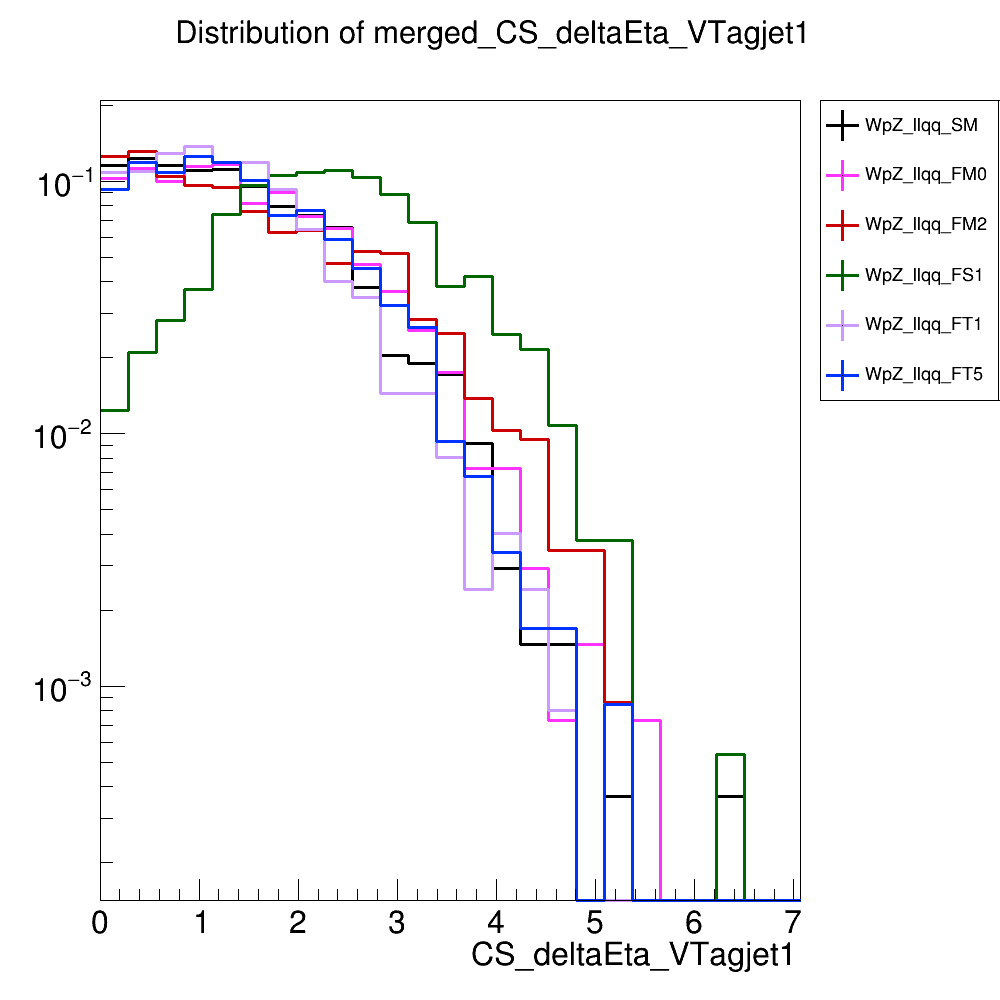 Distribution of merged_CS_deltaEta_VTagjet1
WpZ_llqq_SM
WpZ_llqq_FM0
WpZ_llqq_FM2
WpZ_llqq_FS1
WpZ_llqq_FT1
WpZ_llqq_FT5
10⁻¹
10⁻²
10⁻³
0 1 2 3 4 5 6 7
CS_deltaEta_VTagjet1